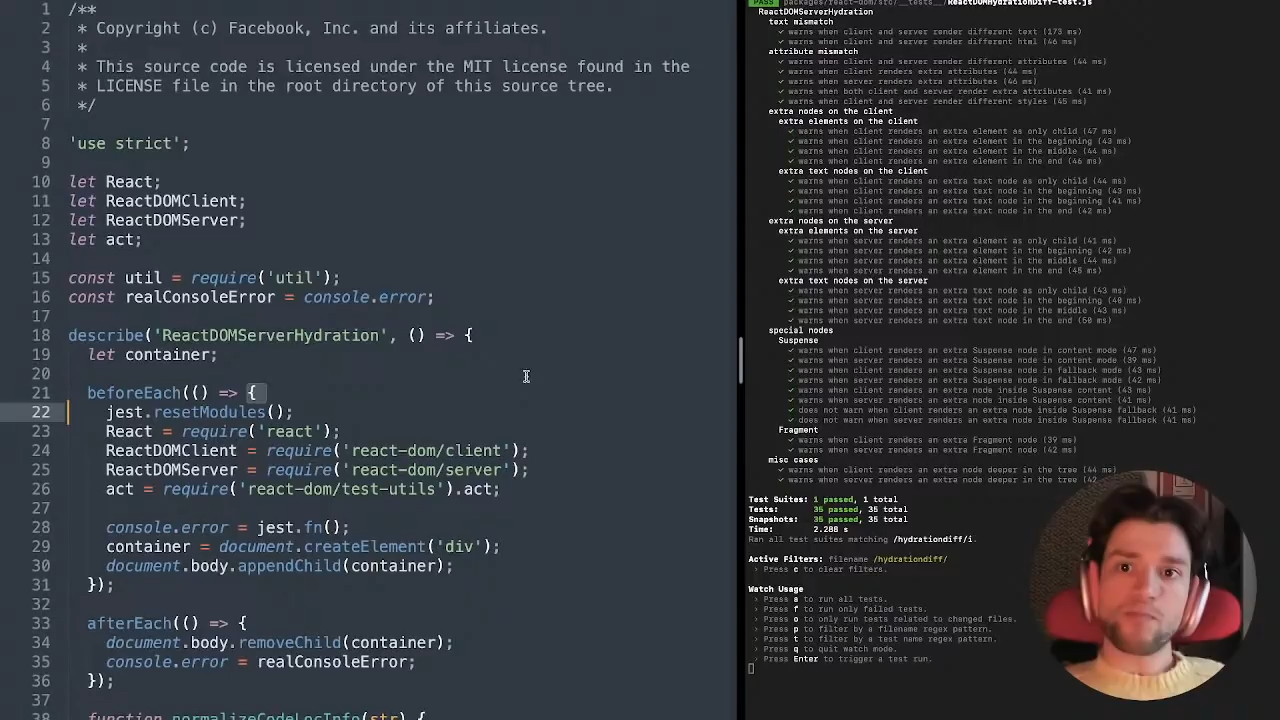 1 /**
2 * Copyright (c) Facebook, Inc. and its affiliates.
3 *
4 * This source code is licensed under the MIT license found in the
5 * LICENSE file in the root directory of this source tree.
6 */
7
8 'use strict';
9
10 let React;
11 let ReactDOMClient;
12 let ReactDOMServer;
13 let act;
14
15 const util = require('util');
16 const realConsoleError = console.error;
17
18 describe('ReactDOMServerHydration', () => {
19 let container;
20
21 beforeEach(() => {
22 jest.resetModules();
23 React = require('react');
24 ReactDOMClient = require('react-dom/client');
25 ReactDOMServer = require('react-dom/server');
26 act = require('react-dom/test-utils').act;
27
28 console.error = jest.fn();
29 container = document.createElement('div');
30 document.body.appendChild(container);
31 });
32
33 afterEach(() => {
34 document.body.removeChild(container);
35 console.error = realConsoleError;
36 });
37
38 function normalizeCodeLocInfo(str) {
PASS packages/react-dom/src/__tests__/ReactDOMHydrationDiff-test.js
ReactDOMServerHydration
text mismatch
✓ warns when client and server render different text (173 ms)
✓ warns when client and server render different html (46 ms)
attribute mismatch
✓ warns when client and server render different attributes (44 ms)
✓ warns when client renders extra attributes (44 ms)
✓ warns when server renders extra attributes (46 ms)
✓ warns when both client and server render extra attributes (41 ms)
✓ warns when client and server render different styles (45 ms)
extra nodes on the client
extra elements on the client
✓ warns when client renders an extra element as only child (47 ms)
✓ warns when client renders an extra element in the beginning (43 ms)
✓ warns when client renders an extra element in the middle (44 ms)
✓ warns when client renders an extra element in the end (46 ms)
extra text nodes on the client
✓ warns when client renders an extra text node as only child (44 ms)
✓ warns when client renders an extra text node in the beginning (43 ms)
✓ warns when client renders an extra text node in the beginning (41 ms)
✓ warns when client renders an extra text node in the end (42 ms)
extra nodes on the server
extra elements on the server
✓ warns when server renders an extra element as only child (41 ms)
✓ warns when server renders an extra element in the beginning (42 ms)
✓ warns when server renders an extra element in the middle (44 ms)
✓ warns when server renders an extra element in the end (45 ms)
extra text nodes on the server
✓ warns when server renders an extra text node as only child (43 ms)
✓ warns when server renders an extra text node in the beginning (40 ms)
✓ warns when server renders an extra text node in the middle (43 ms)
✓ warns when server renders an extra text node in the end (50 ms)
special nodes
Suspense
✓ warns when client renders an extra Suspense node in content mode (47 ms)
✓ warns when server renders an extra Suspense node in content mode (39 ms)
✓ warns when client renders an extra Suspense node in fallback mode (43 ms)
✓ warns when server renders an extra Suspense node in fallback mode (42 ms)
✓ warns when client renders an extra node inside Suspense content (43 ms)
✓ warns when server renders an extra node inside Suspense content (41 ms)
✓ does not warn when client renders an extra node inside Suspense fallback (41 ms)
✓ does not warn when server renders an extra node inside Suspense fallback (41 ms)
Fragment
✓ warns when client renders an extra Fragment node (39 ms)
✓ warns when server renders an extra Fragment node (42 ms)
misc cases
✓ warns when client renders an extra node deeper in the tree (44 ms)
✓ warns when server renders an extra node deeper in the tree (42
Test Suites: 1 passed, 1 total
Tests: 35 passed, 35 total
Snapshots: 35 passed, 35 total
Time: 2.288 s
Ran all test suites matching /hydrationdiff/i.
Active Filters: filename /hydrationdiff/
› Press c to clear filters.
Watch Usage
› Press a to run all tests.
› Press f to run only failed tests.
› Press o to only run tests related to changed files.
› Press p to filter by a filename regex pattern.
› Press t to filter by a test name regex pattern.
› Press q to quit watch mode.
› Press Enter to trigger a test run.